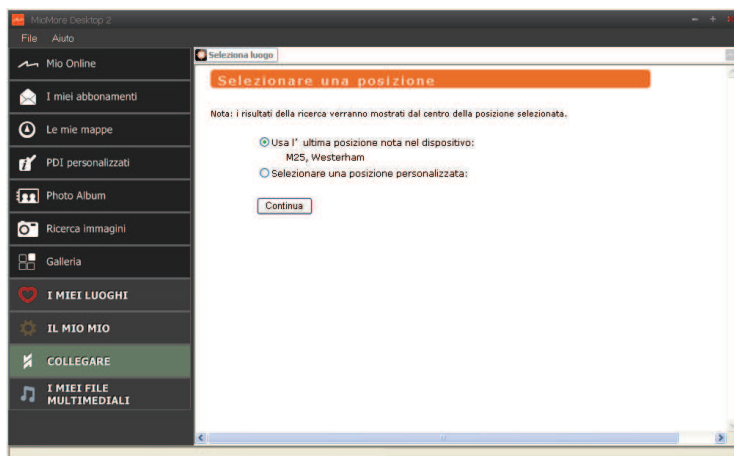 MioMore Desktop 2
File Aiuto
Mio Online
I miei abbonamenti
Le mie mappe
PDI personalizzati
Photo Album
Ricerca immagini
Galleria
I MIEI LUOGHI
IL MIO MIO
COLLEGARE
I MIEI FILE
MULTIMEDIALI
Seleziona luogo
Selezionare una posizione
Nota: i risultati della ricerca verranno mostrati dal centro della posizione selezionata.
Usa l' ultima posizione nota nel dispositivo:
M25, Westerham
Selezionare una posizione personalizzata:
Continua